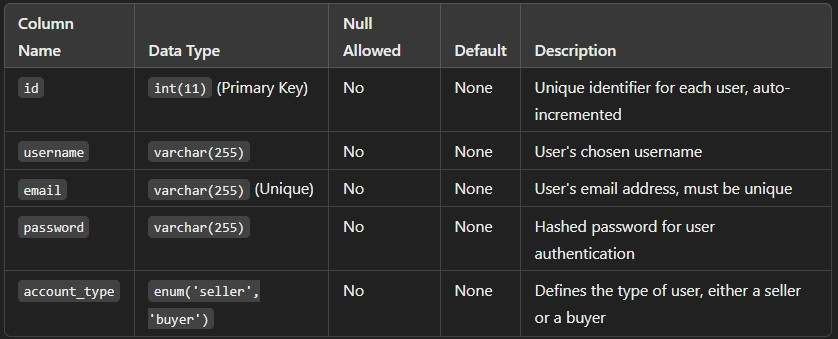 Column Name | Data Type | Null Allowed | Default | Description
id | int(11) (Primary Key) | No | None | Unique identifier for each user, auto-incremented
username | varchar(255) | No | None | User's chosen username
email | varchar(255) (Unique) | No | None | User's email address, must be unique
password | varchar(255) | No | None | Hashed password for user authentication
account_type | enum('seller', 'buyer') | No | None | Defines the type of user, either a seller or a buyer